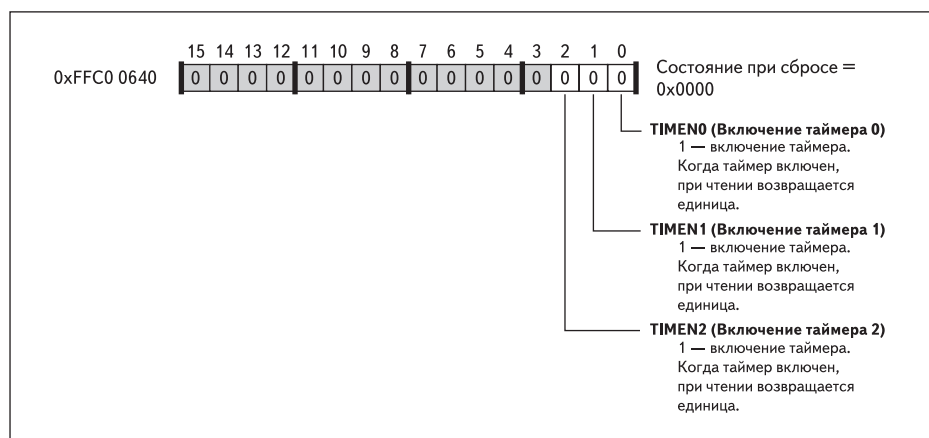 15 14 13 12 11 10 9 8 7 6 5 4 3 2 1 0
0xFFC0 0640
0 0 0 0 0 0 0 0 0 0 0 0 0 0 0 0
Состояние при сбросе =
0x0000
TIMEN0 (Включение таймера 0)
1 — включение таймера.
Когда таймер включен,
при чтении возвращается
единица.
TIMEN1 (Включение таймера 1)
1 — включение таймера.
Когда таймер включен,
при чтении возвращается
единица.
TIMEN2 (Включение таймера 2)
1 — включение таймера.
Когда таймер включен,
при чтении возвращается
единица.